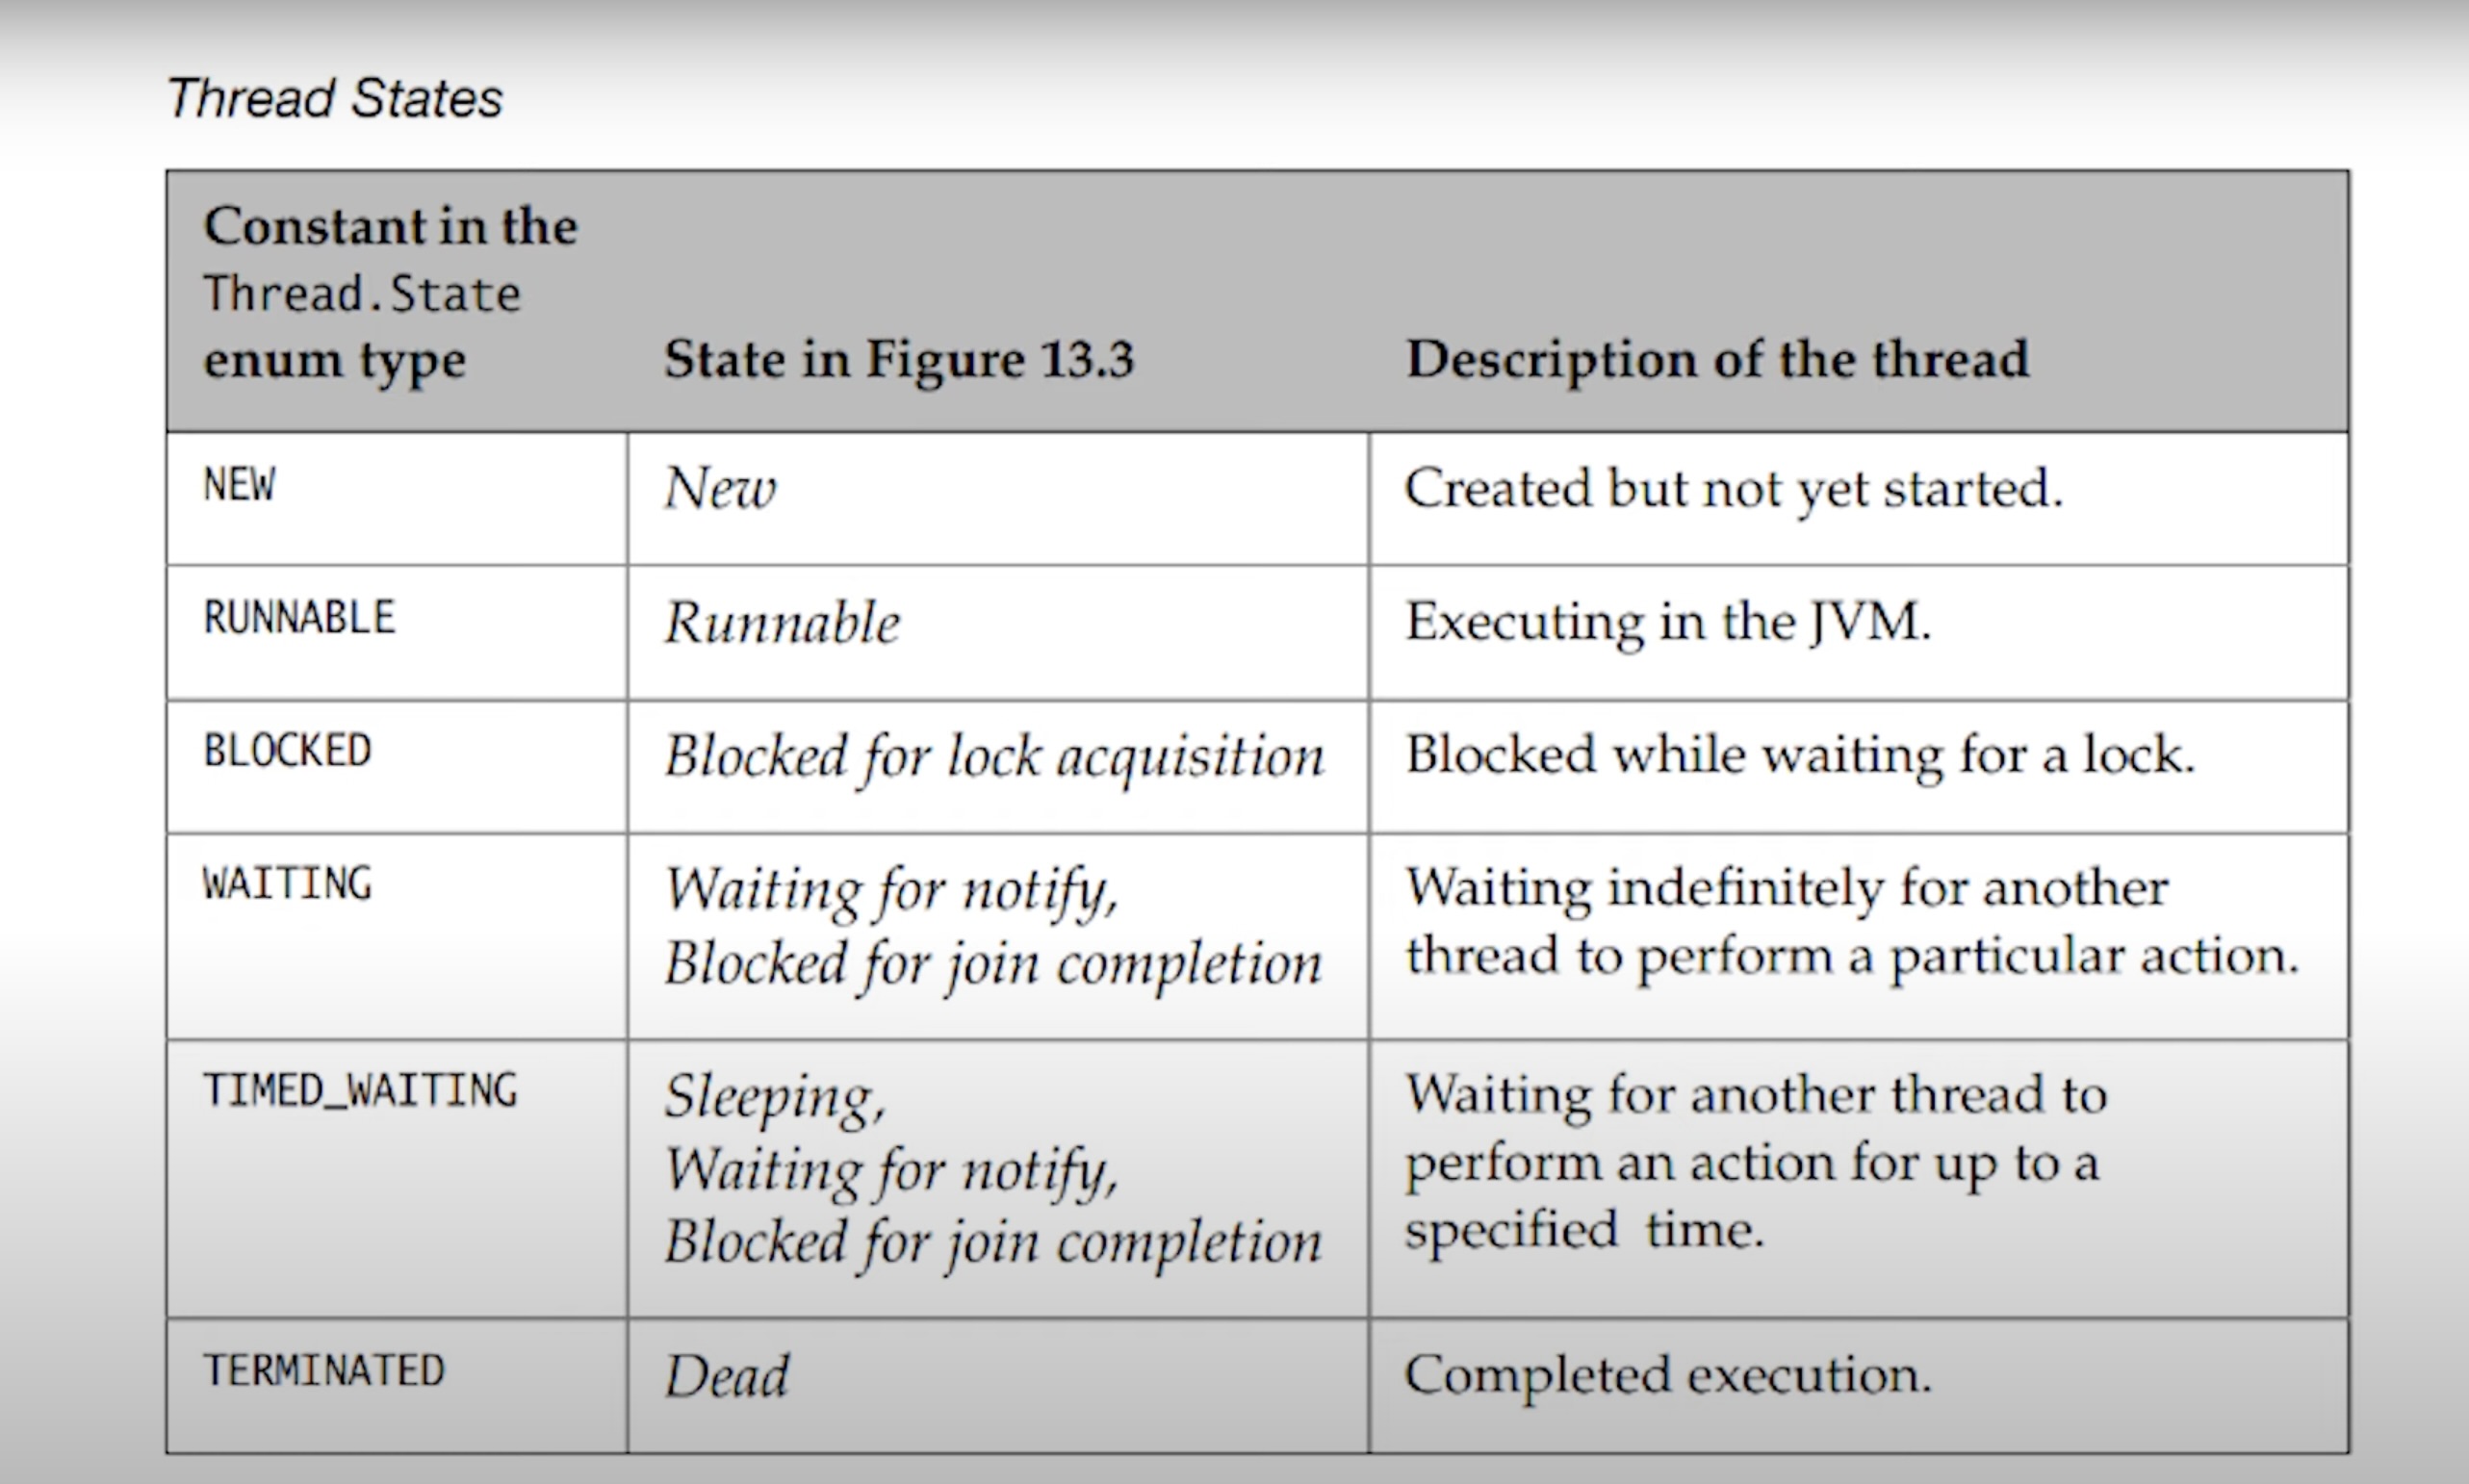 Thread States
Constant in the
Thread.State
enum type
State in Figure 13.3
Description of the thread
NEW
New
Created but not yet started.
RUNNABLE
Runnable
Executing in the JVM.
BLOCKED
Blocked for lock acquisition
Blocked while waiting for a lock.
WAITING
Waiting for notify,
Blocked for join completion
Waiting indefinitely for another
thread to perform a particular action.
TIMED_WAITING
Sleeping,
Waiting for notify,
Blocked for join completion
Waiting for another thread to
perform an action for up to a
specified time.
TERMINATED
Dead
Completed execution.